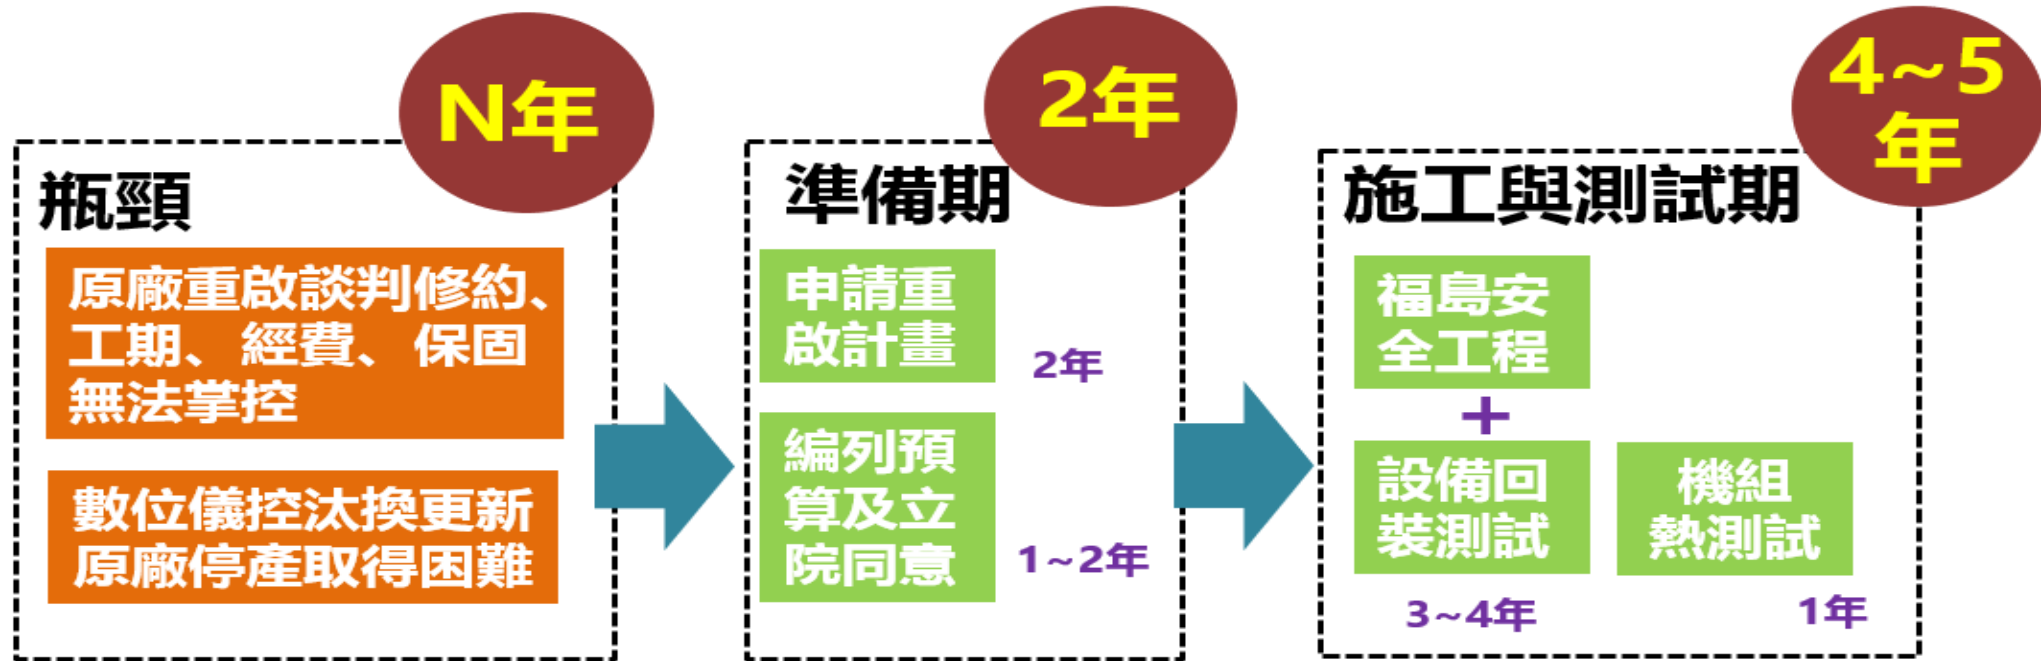 N年
瓶頸
原廠重啟談判修約、
工期、經費、保固
無法掌控
數位儀控汰換更新
原廠停產取得困難
2年
準備期
申請重
啟計畫
2年
編列預
算及立
院同意
1~2年
4~5
年
施工與測試期
福島安
全工程
+
設備回
裝測試
3~4年
機組
熱測試
1年